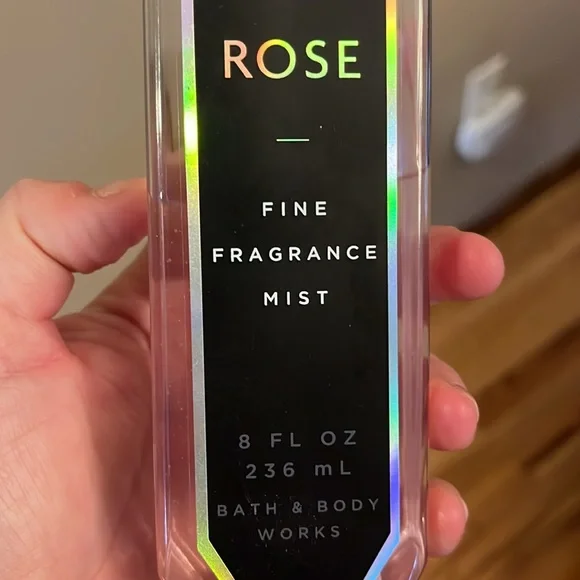 ROSE
FINE
FRAGRANCE
MIST
8 FL OZ
236 mL
BATH & BODY
WORKS